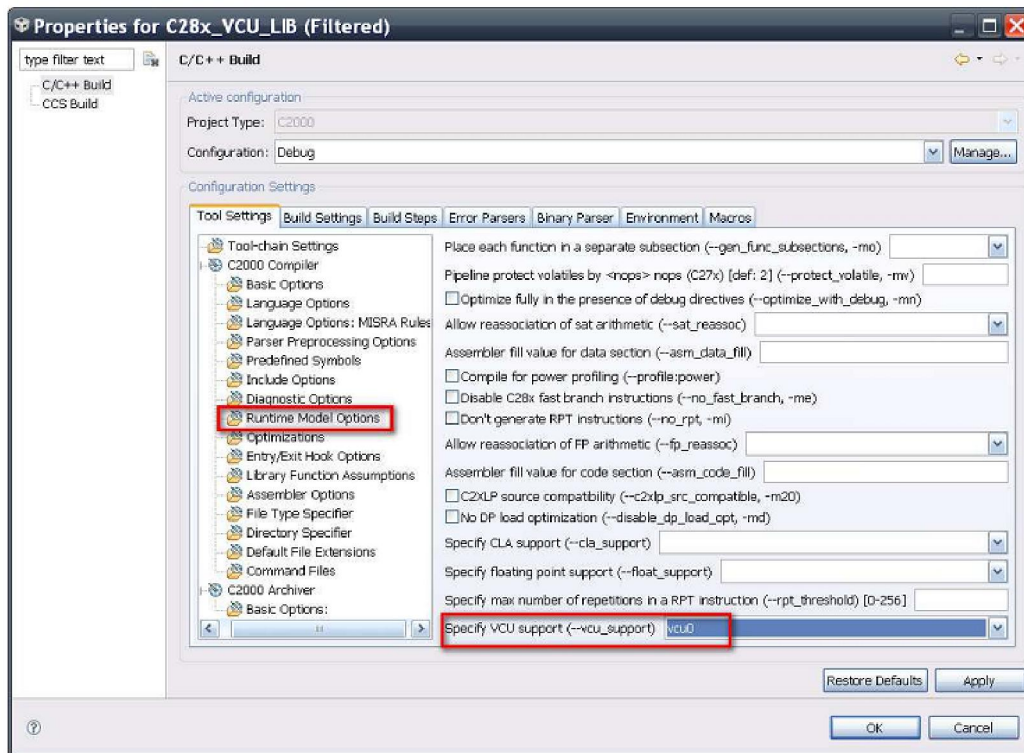 Properties for C28x_VCU_LIB (Filtered)
type filter text
C/C++ Build
CCS Build
C/C++ Build
Active configuration
Project Type: C2000
Configuration: Debug
Manage...
Configuration Settings
Tool Settings Build Settings Build Steps Error Parsers Binary Parser Environment Macros
Tool-chain Settings
C2000 Compiler
Basic Options
Language Options
Language Options: MISRA Rules
Parser Preprocessing Options
Predefined Symbols
Include Options
Diagnostic Options
Runtime Model Options
Optimizations
Entry/Exit Hook Options
Library Function Assumptions
Assembler Options
File Type Specifier
Directory Specifier
Default File Extensions
Command Files
C2000 Archiver
Basic Options:
Place each function in a separate subsection (--gen_func_subsections, -mo)
Pipeline protect volatiles by <nops> nops (C27x) [def: 2] (--protect_volatile, -mv)
Optimize fully in the presence of debug directives (--optimize_with_debug, -mn)
Allow reassociation of sat arithmetic (--sat_reassoc)
Assembler fill value for data section (--asm_data_fill)
Compile for power profiling (--profile:power)
Disable C28x fast branch instructions (--no_fast_branch, -me)
Don't generate RPT instructions (--no_rpt, -mi)
Allow reassociation of FP arithmetic (--fp_reassoc)
Assembler fill value for code section (--asm_code_fill)
C2XLP source compatibility (--c2xlp_src_compatible, -m20)
No DP load optimization (--disable_dp_load_opt, -md)
Specify CLA support (--cla_support)
Specify floating point support (--float_support)
Specify max number of repetitions in a RPT instruction (--rpt_threshold) [0-256]
Specify VCU support (--vcu_support) vcu0
Restore Defaults Apply
OK Cancel